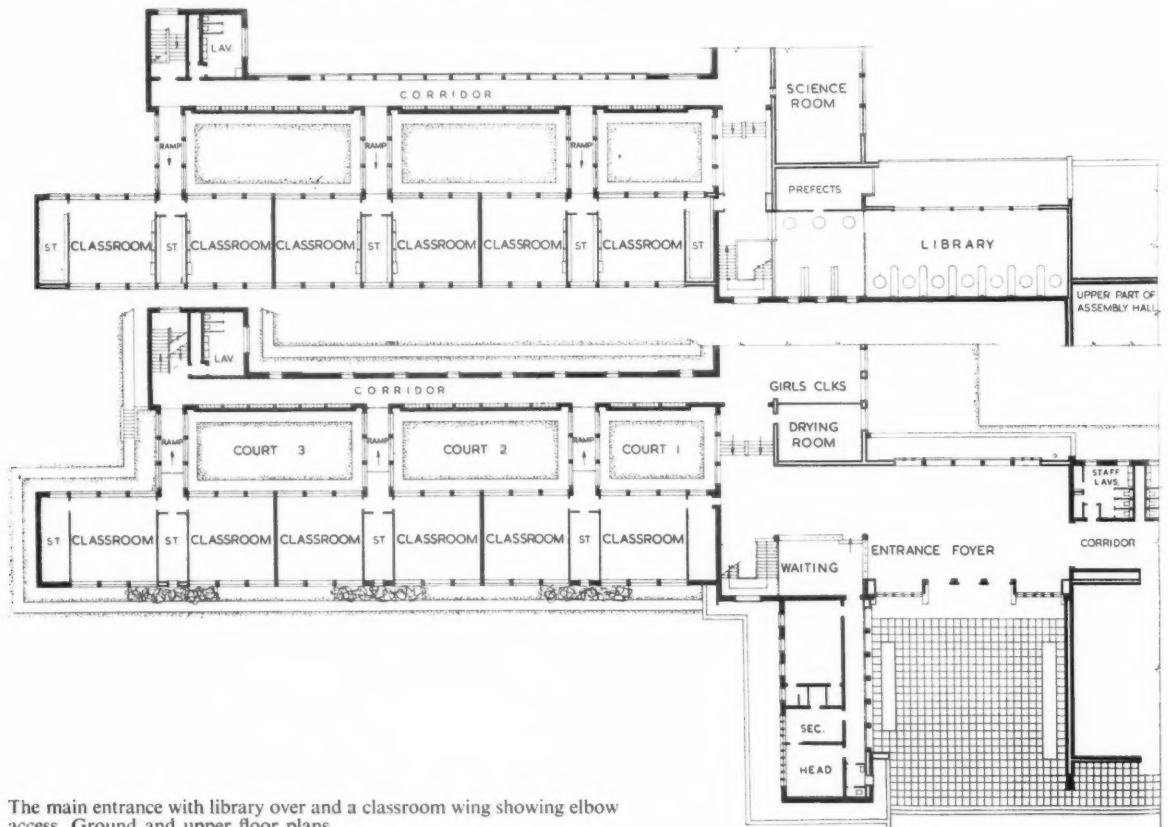 LAV.
CORRIDOR
SCIENCE
ROOM
RAMP
RAMP
RAMP
PREFECTS
ST
CLASSROOM
ST
CLASSROOM
CLASSROOM
ST
CLASSROOM
CLASSROOM
ST
CLASSROOM
ST
LIBRARY
UPPER PART OF
ASSEMBLY HALL
LAV.
CORRIDOR
GIRLS CLKS
DRYING
ROOM
RAMP
COURT 3
RAMP
COURT 2
RAMP
COURT 1
STAFF
LAVS.
ST
CLASSROOM
ST
CLASSROOM
CLASSROOM
ST
CLASSROOM
CLASSROOM
ST
CLASSROOM
WAITING
ENTRANCE FOYER
CORRIDOR
SEC.
HEAD
The main entrance with library over and a classroom wing showing elbow
access. Ground and upper floor plans.